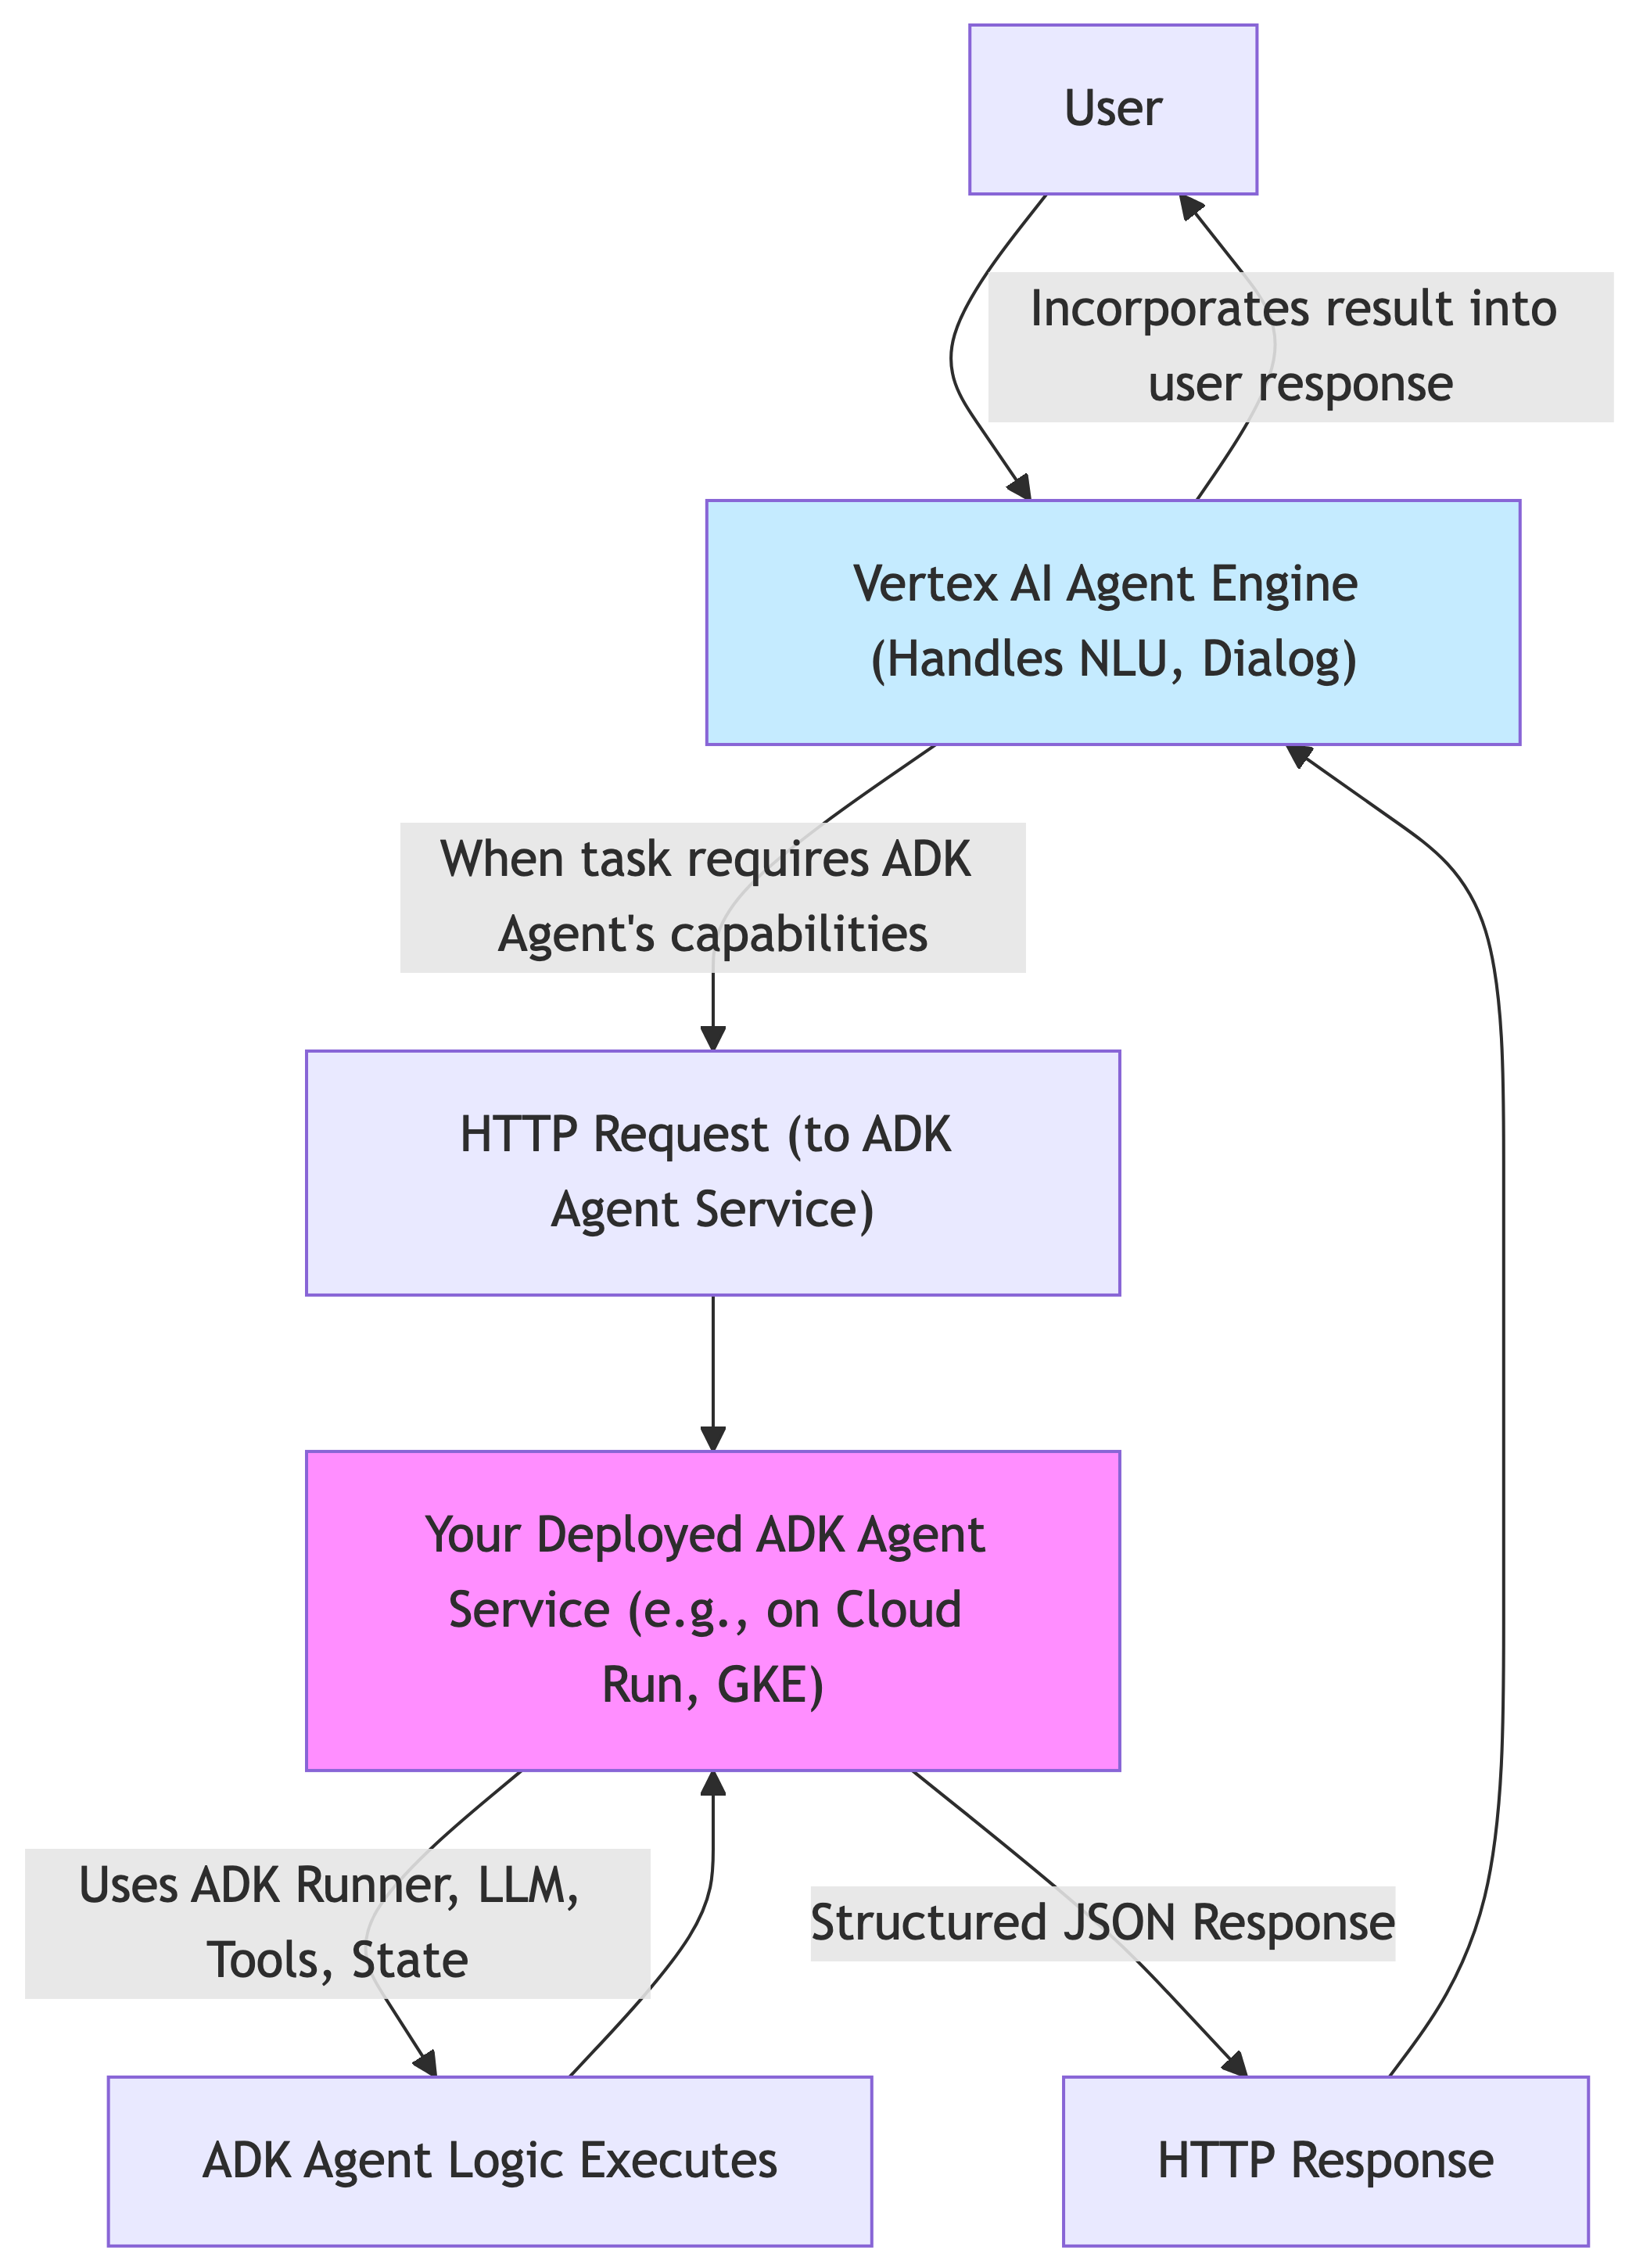 User
Incorporates result into
user response
Vertex AI Agent Engine
(Handles NLU, Dialog)
When task requires ADK
Agent's capabilities
HTTP Request (to ADK
Agent Service)
Your Deployed ADK Agent
Service (e.g., on Cloud
Run, GKE)
Uses ADK Runner, LLM,
Tools, State
Structured JSON Response
ADK Agent Logic Executes
HTTP Response